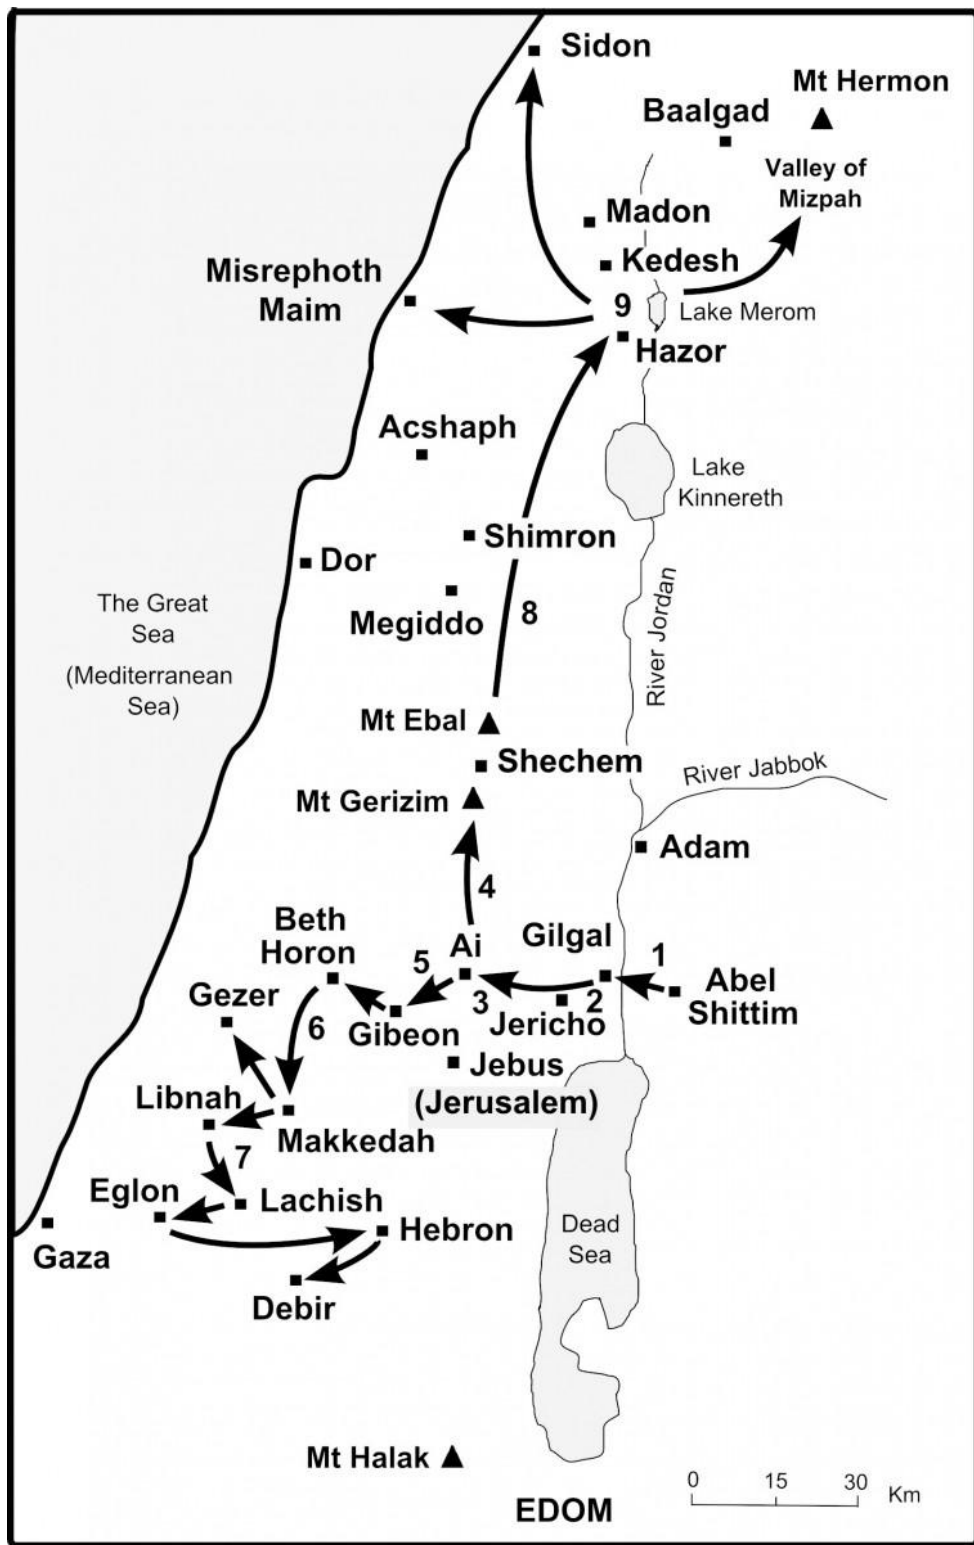 Sidon
Mt Hermon
Baalgad
Valley of
Mizpah
Madon
Kedesh
Misrephoth
Maim
9
Lake Merom
Hazor
Acshaph
Lake
Kinnereth
Shimron
Dor
Megiddo
8
River Jordan
The Great
Sea
(Mediterranean
Sea)
Mt Ebal
Shechem
River Jabbok
Mt Gerizim
Adam
4
Beth
Horon
Ai
Gilgal
5
1
Abel
Shittim
Gezer
3
2
6
Gibeon
Jericho
Jebus
(Jerusalem)
Libnah
Makkedah
7
Eglon
Lachish
Hebron
Dead
Sea
Gaza
Debir
Mt Halak
0 15 30
Km
EDOM